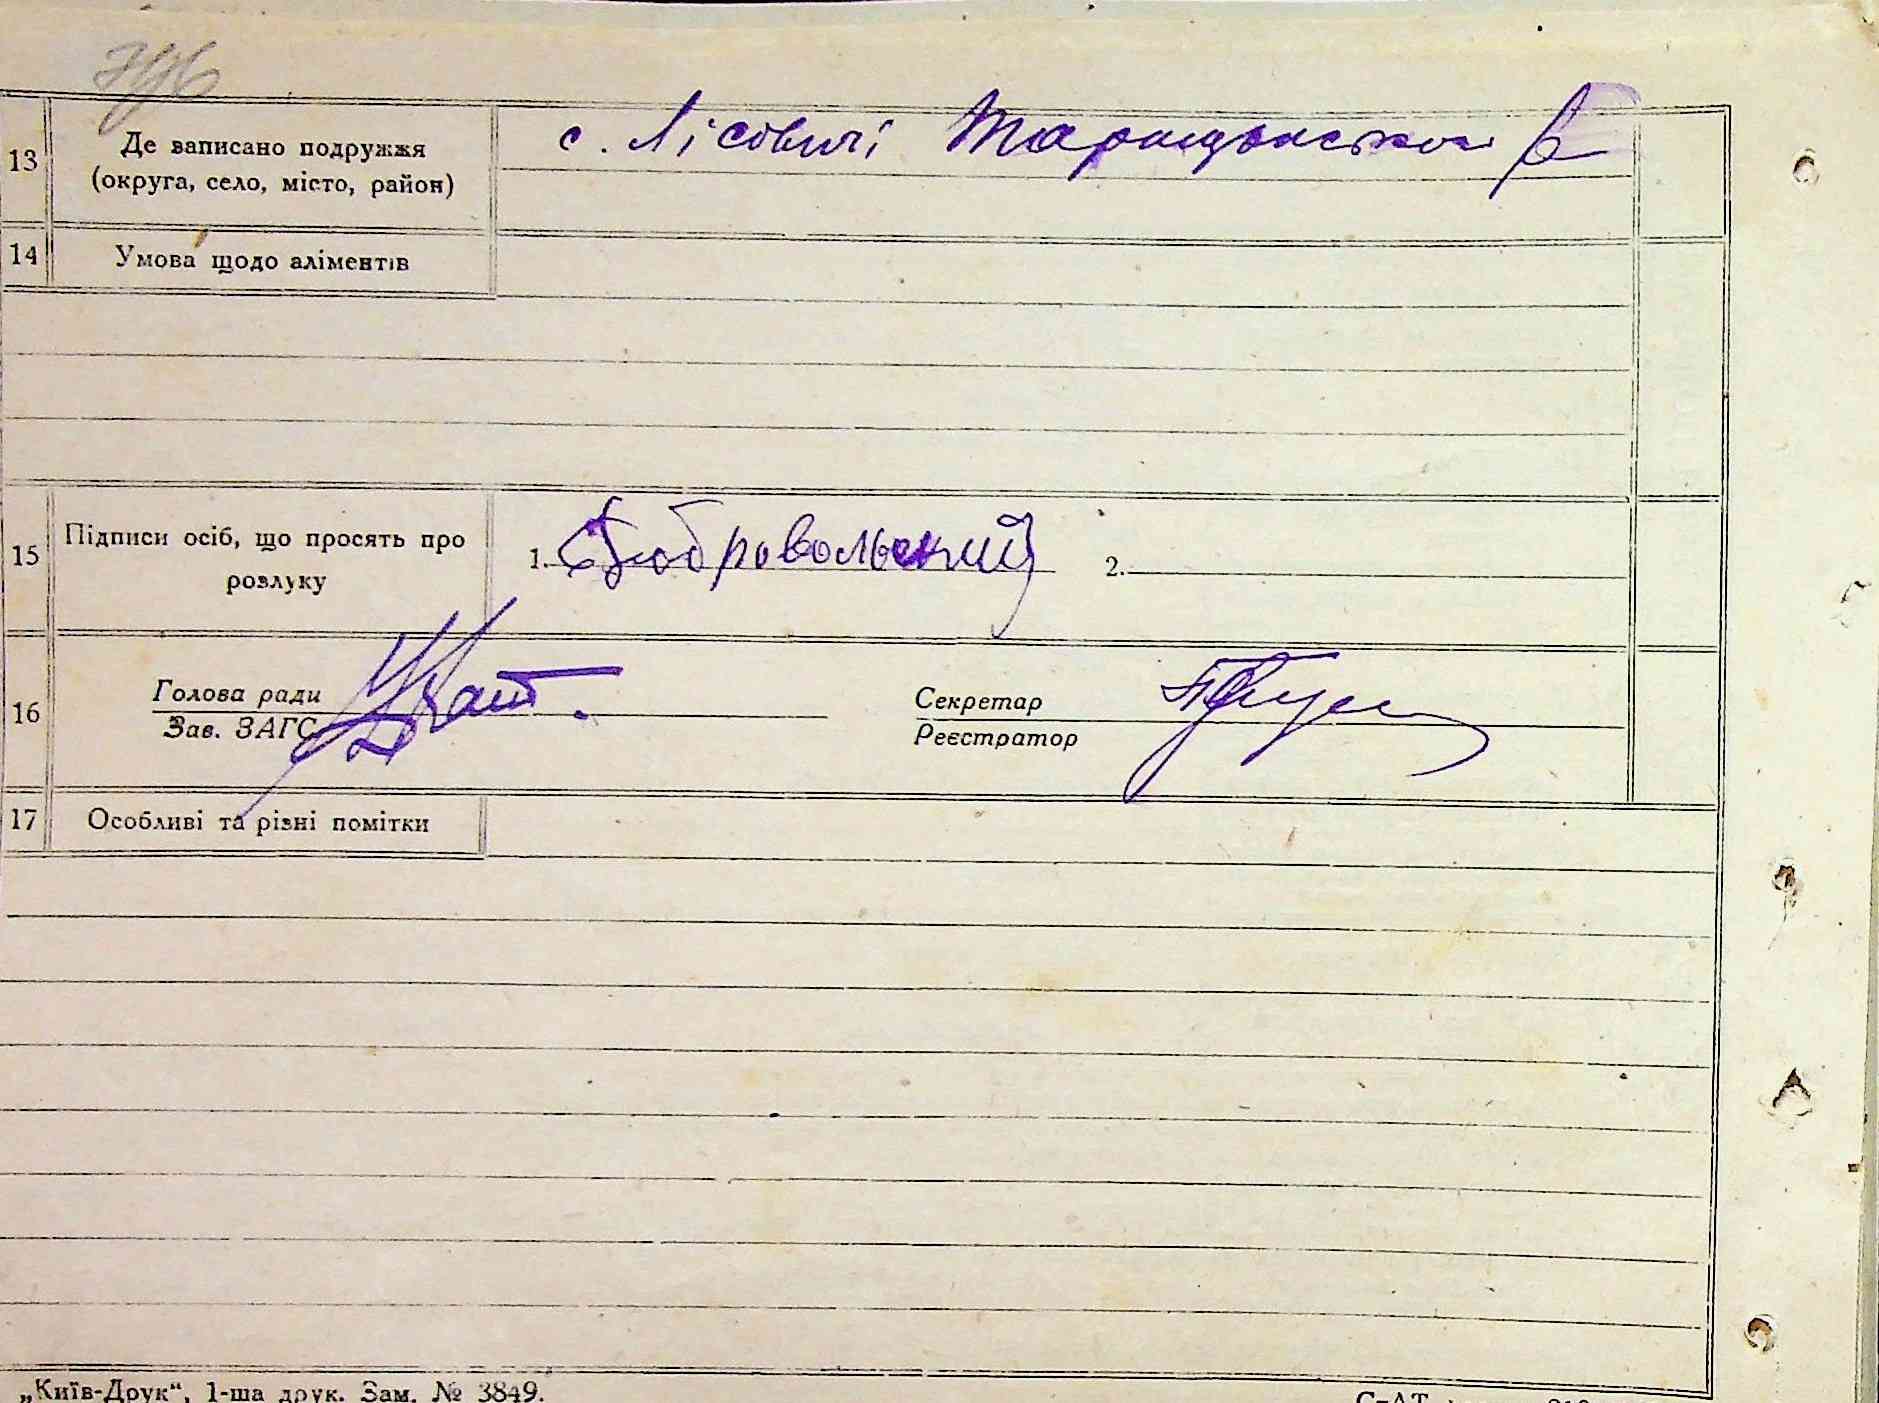 13 Де записано подружжя
(округа, село, місто, район)
с. Лісовичі Таращанського р
14 Умова щодо аліментів
15 Підписи осіб, що просять про
розлуку
1. Добровольский 2.
16 Голова ради
Зав. ЗАГС
Секретар
Реєстратор
17 Особливі та різні помітки
„Київ-Друк“, 1-ша друк. Зам. № 3849.